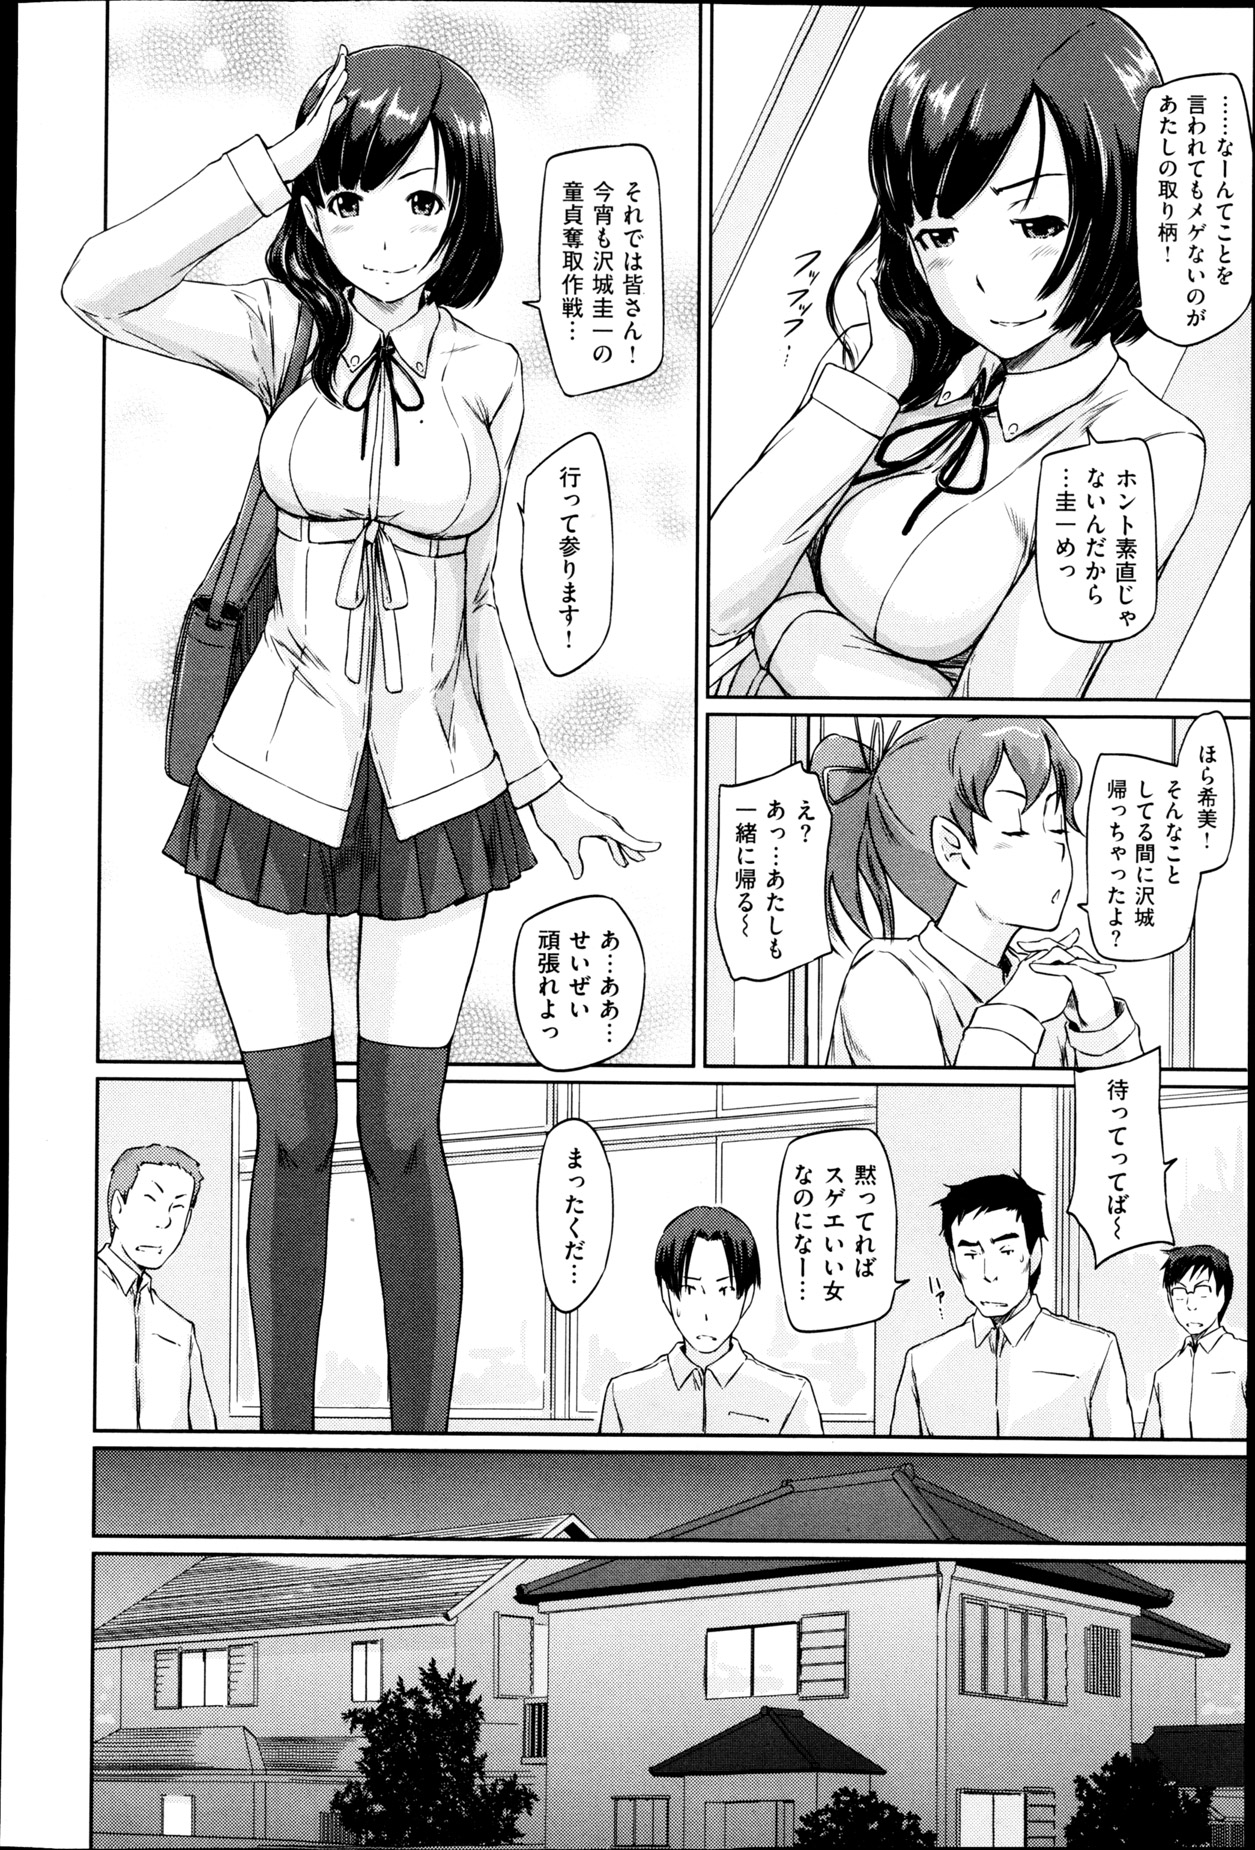 ……なーんてことを
言われてもメゲないのが
あたしの取り柄！
フッ
フッ…
ホント素直じゃ
ないんだから
…圭一めっ
ほら希美！
そんなこと
してる間に沢城
帰っちゃったよ？
え？
あっ…あたしも
一緒に帰る～
待ってってば～
それでは皆さん！
今宵も沢城圭一の
童貞奪取作戦…
行って参ります！
あ…ああ…
せいぜい
頑張れよっ
黙ってれば
スゲエいい女
なのになー…
まったくだ…